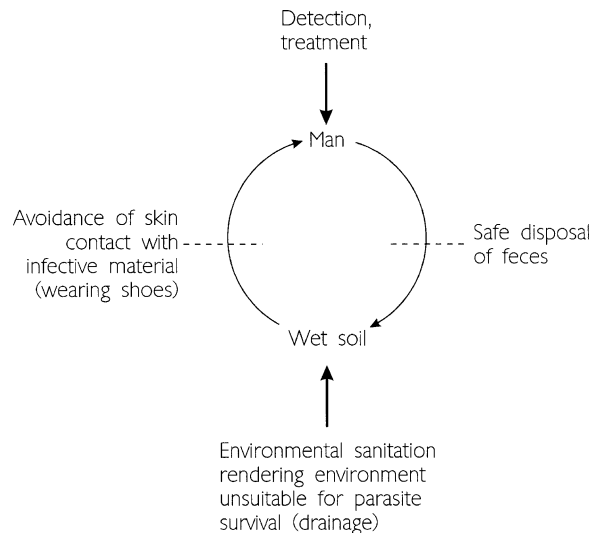 Detection,
treatment
Man
Avoidance of skin
contact with
infective material
(wearing shoes)
Safe disposal
of feces
Wet soil
Environmental sanitation
rendering environment
unsuitable for parasite
survival (drainage)